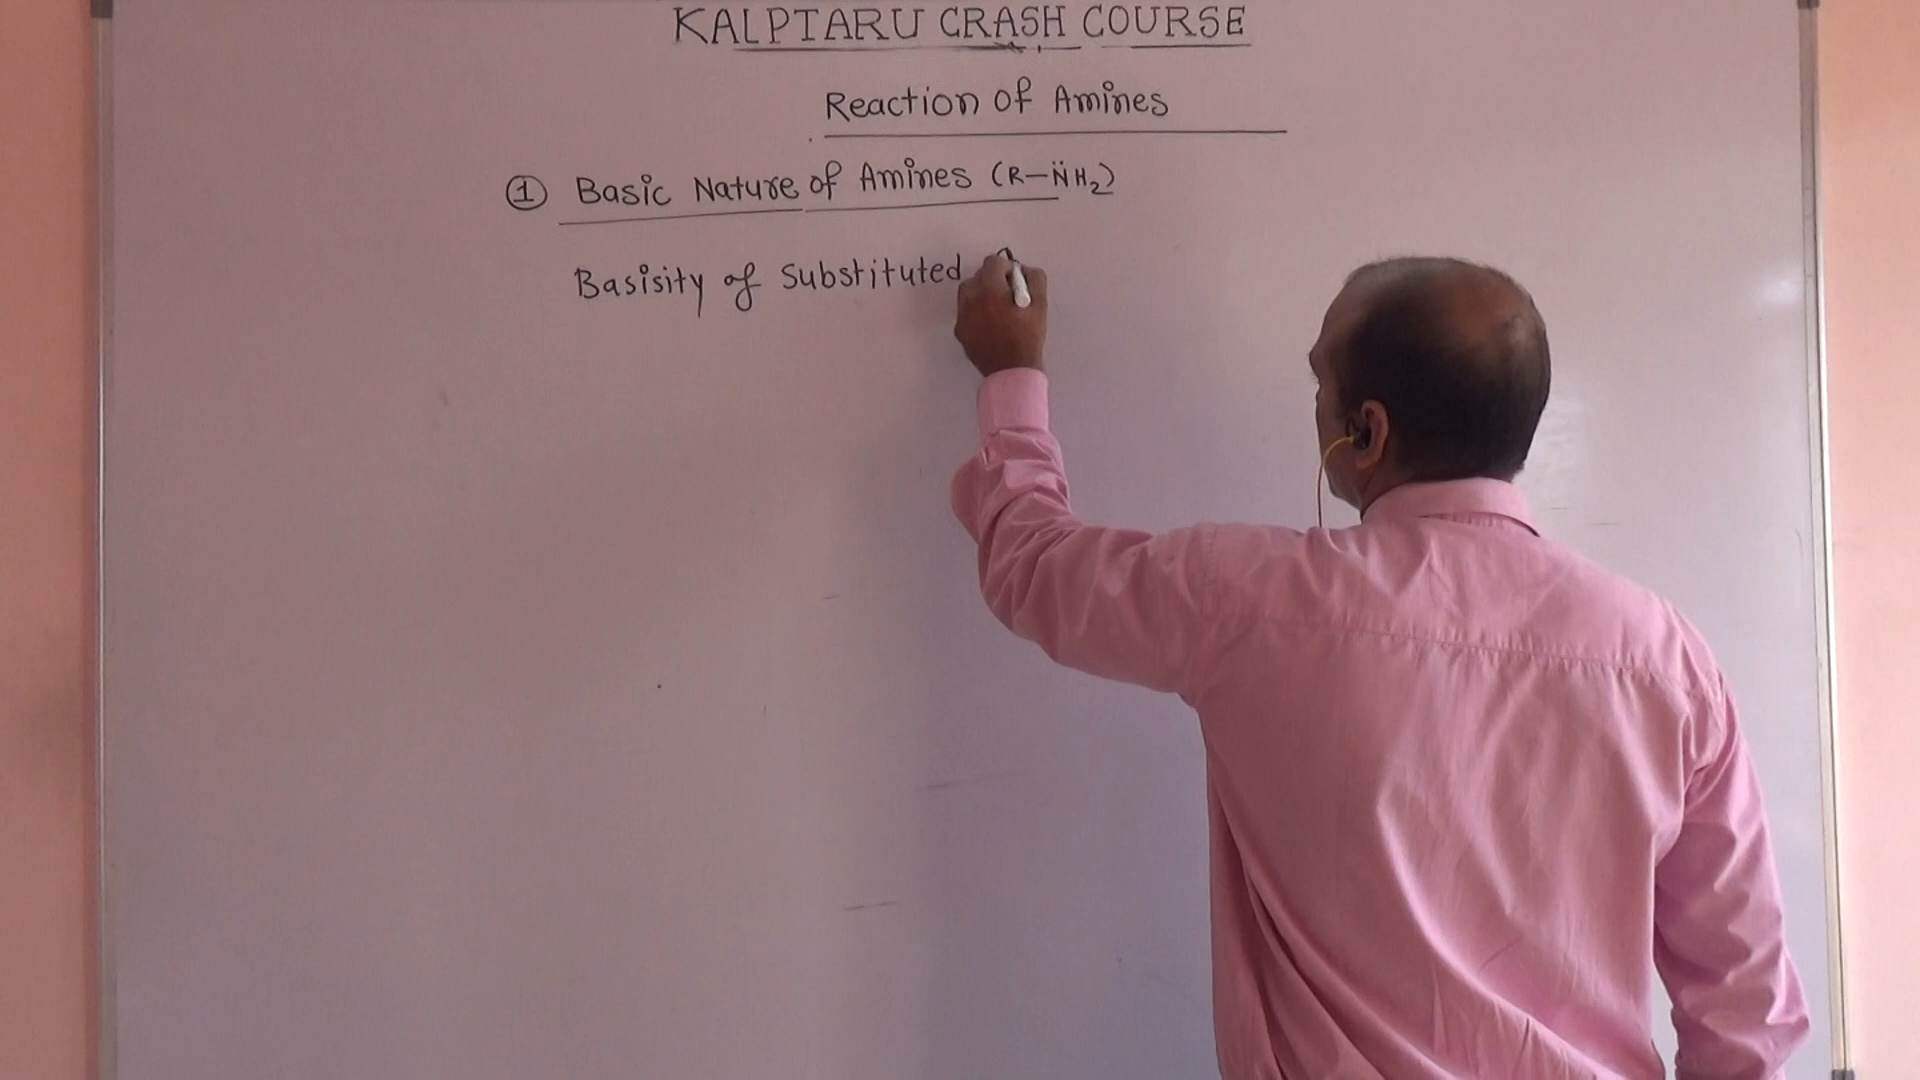 KALPTARU CRASH COURSE
Reaction of Amines
① Basic Nature of Amines (R–N̈H₂)
Basisity of Substituted